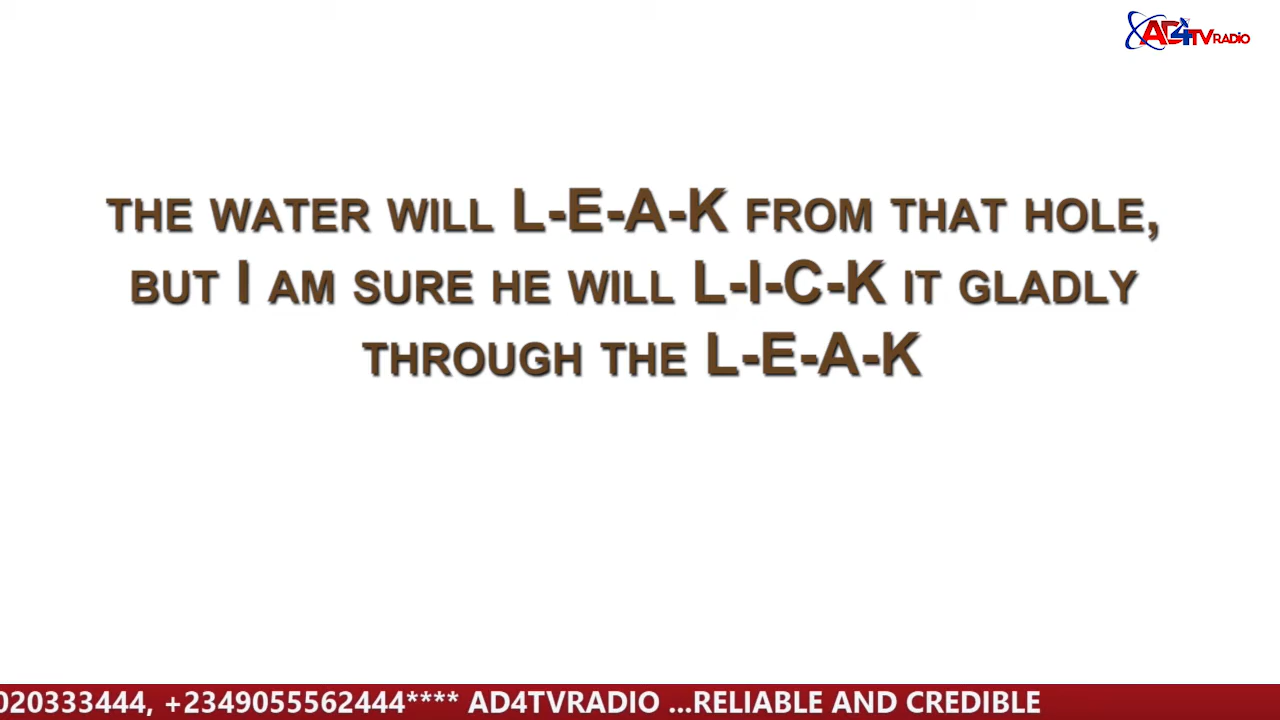 AD4TVRADIO
THE WATER WILL L-E-A-K FROM THAT HOLE,
BUT I AM SURE HE WILL L-I-C-K IT GLADLY
THROUGH THE L-E-A-K
020333444, +2349055562444**** AD4TVRADIO ...RELIABLE AND CREDIBLE